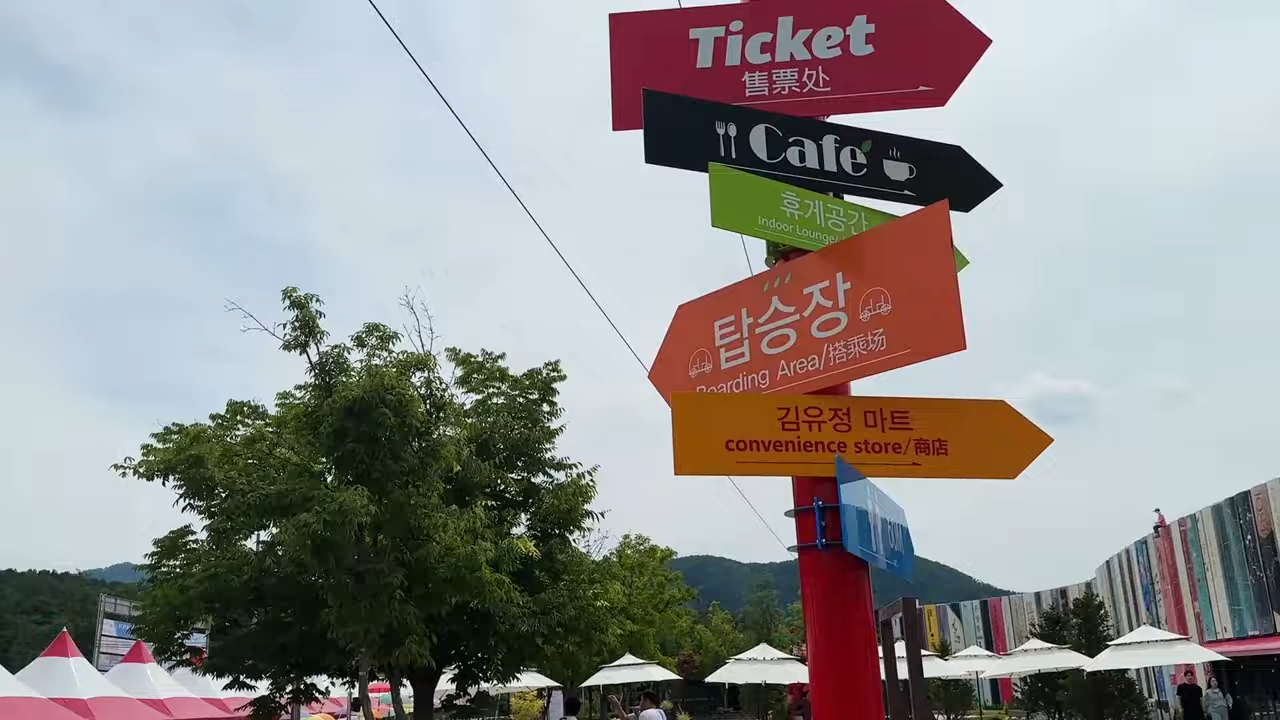 Ticket
售票处
Cafe
휴게공간
Indoor Lounge/
탑승장
Boarding Area/搭乘场
김유정 마트
convenience store/商店